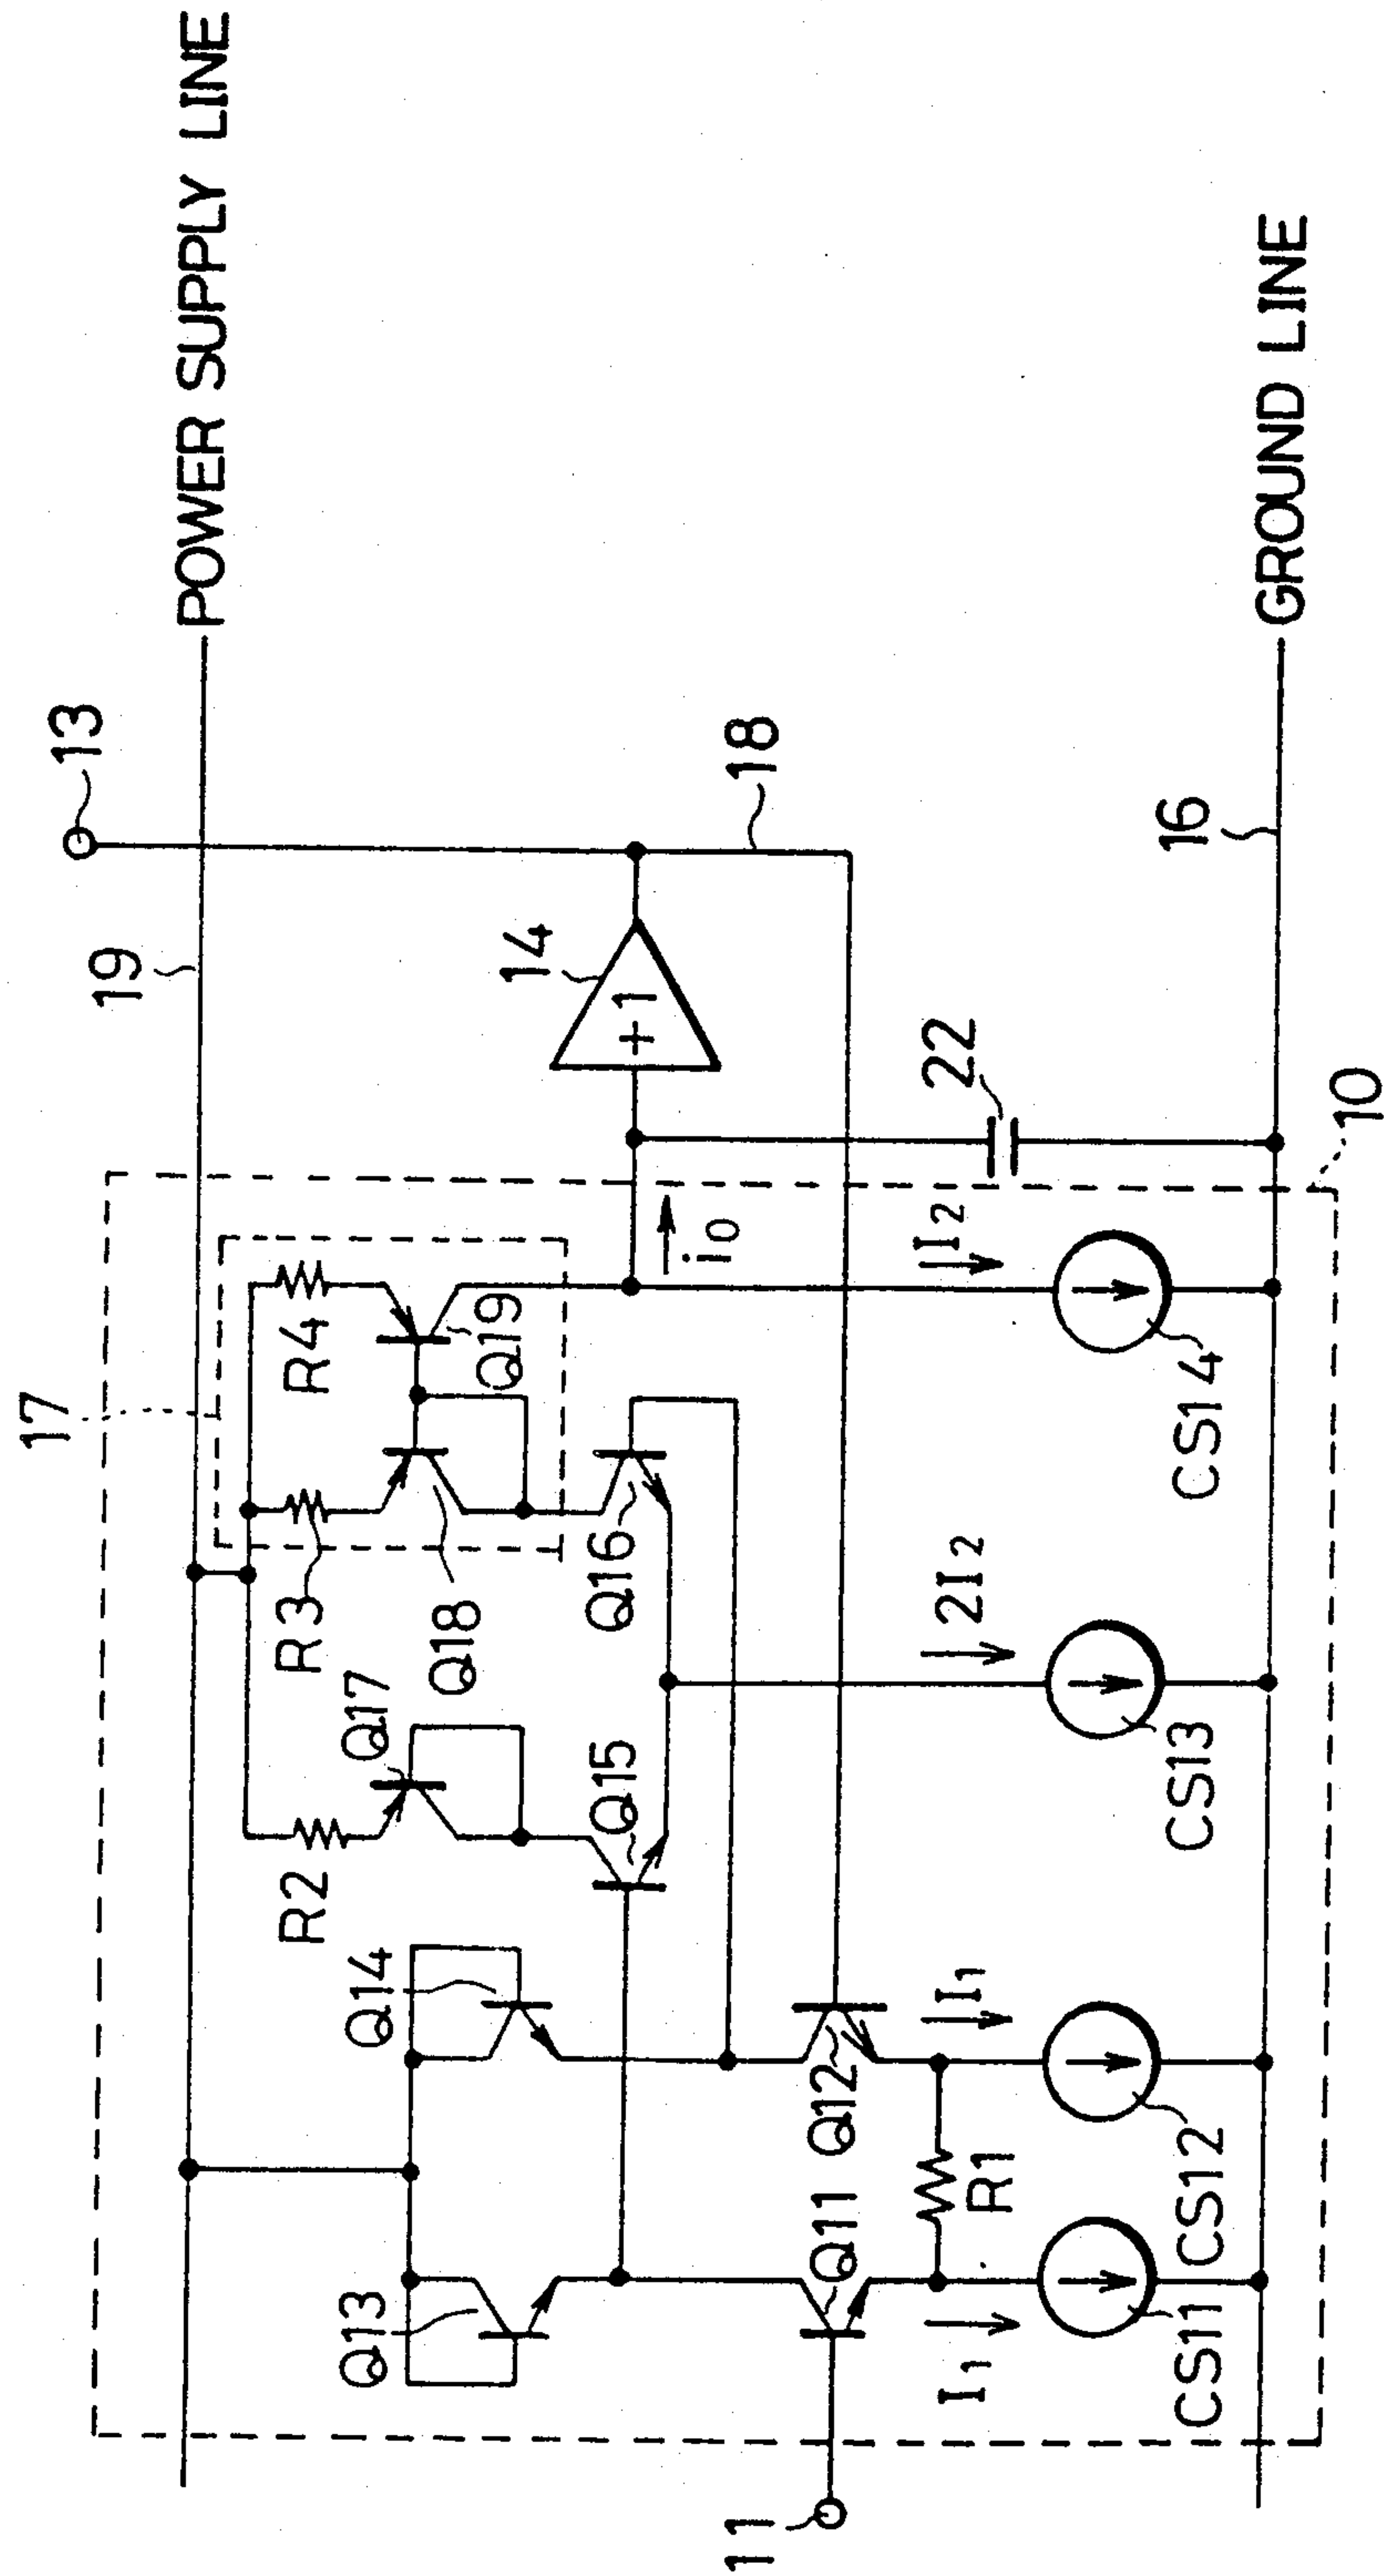 POWER SUPPLY LINE
13
19
17
R4
R3
R2
Q19
Q18
Q17
Q14
Q13
14
+1
18
i0
Q16
Q15
22
Q12
Q11
R1
I2
2I2
I1
I1
16
CS14
CS13
CS12
CS11
GROUND LINE
10
11